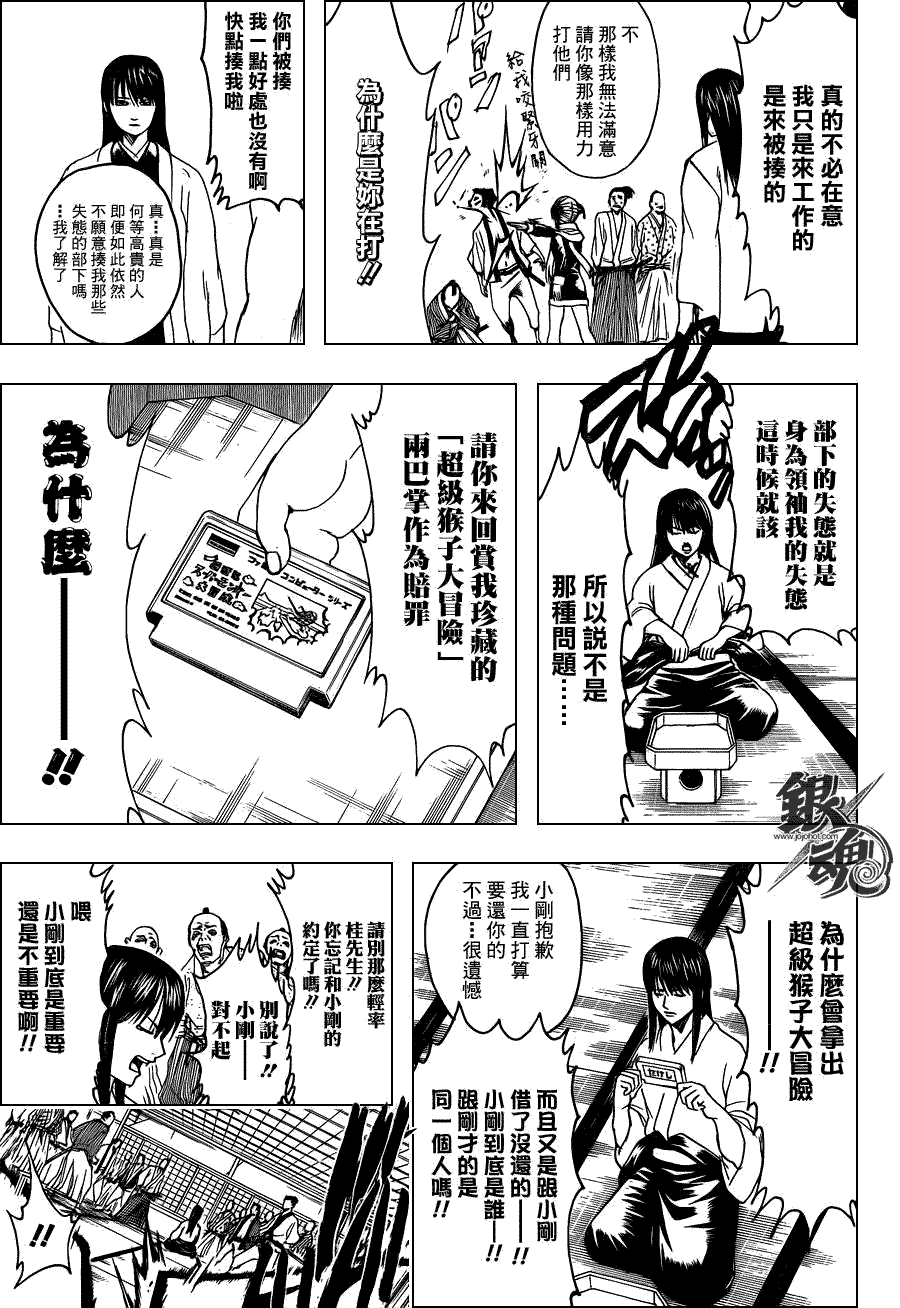 真的不必在意
我只是來工作的
是來被揍的
不
那樣我無法滿意
請你像那樣用力
打他們
給我咬緊牙關
為什麼是妳在打!!
你們被揍
我一點好處也沒有啊
快點揍我啦
真…真是
何等高貴的人
即便如此依然
不願意揍我那些
失態的部下嗎
…我了解了
部下的失態就是
身為領袖我的失態
這時候就該
所以說不是
那種問題……
請你來回賞我珍藏的
「超級猴子大冒險」
兩巴掌作為賠罪
為什麼——!!
為什麼會拿出
超級猴子大冒險
——!!
小剛抱歉
我一直打算
要還你的
不過…很遺憾
たけし
而且又是跟小剛
借了沒還的——!!
小剛到底是誰——!!
跟剛才的是
同一個人嗎!!
請別那麼輕率
桂先生!!
你忘記和小剛的
約定了嗎!!
別說了!!
小剛——
對不起
喂
小剛到底是重要
還是不重要啊!!
!!
銀魂
www.jojohot.com